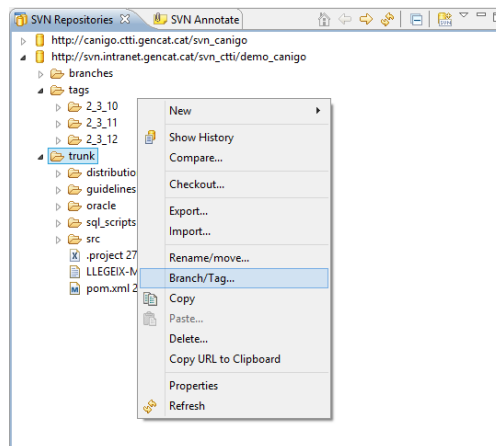 SVN Repositories SVN Annotate
http://canigo.ctti.gencat.cat/svn_canigo
http://svn.intranet.gencat.cat/svn_ctti/demo_canigo
branches
tags
2_3_10
2_3_11
2_3_12
trunk
distributio
guidelines
oracle
sql_scripts
src
.project 27
LLEGEIX-M
pom.xml 2
New
Show History
Compare...
Checkout...
Export...
Import...
Rename/move...
Branch/Tag...
Copy
Paste...
Delete...
Copy URL to Clipboard
Properties
Refresh